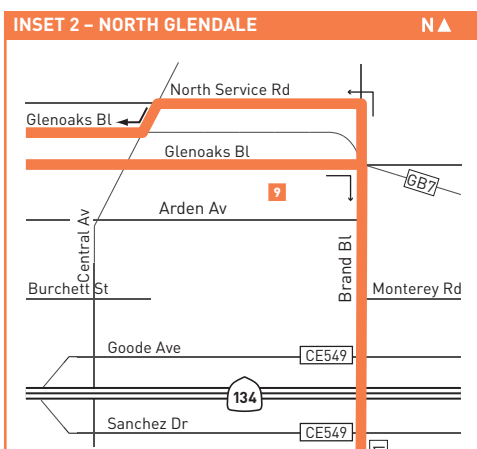 INSET 2 – NORTH GLENDALE
N
North Service Rd
Glenoaks Bl
Glenoaks Bl
GB7
9
Arden Av
Central Av
Brand Bl
Burchett St
Monterey Rd
Goode Ave
CE549
134
Sanchez Dr
CE549